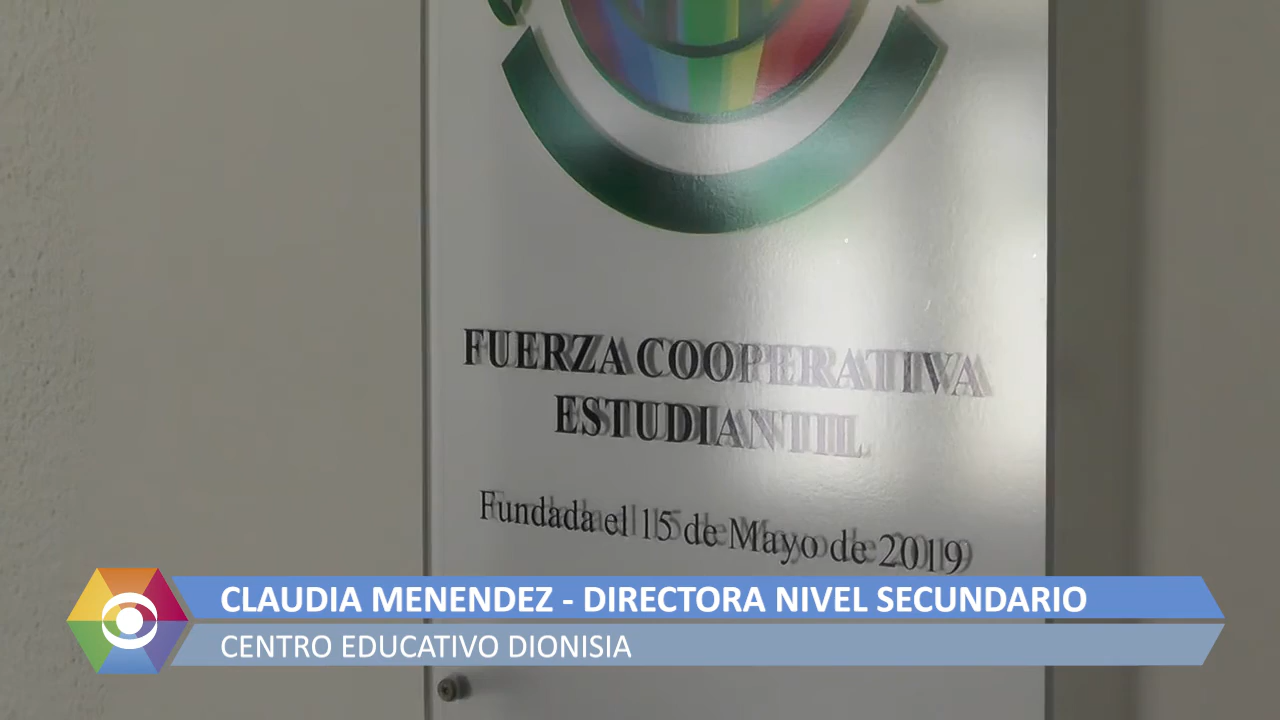 FUERZA COOPERATIVA
ESTUDIANTIL
Fundada el 15 de Mayo de 2019
CLAUDIA MENENDEZ - DIRECTORA NIVEL SECUNDARIO
CENTRO EDUCATIVO DIONISIA